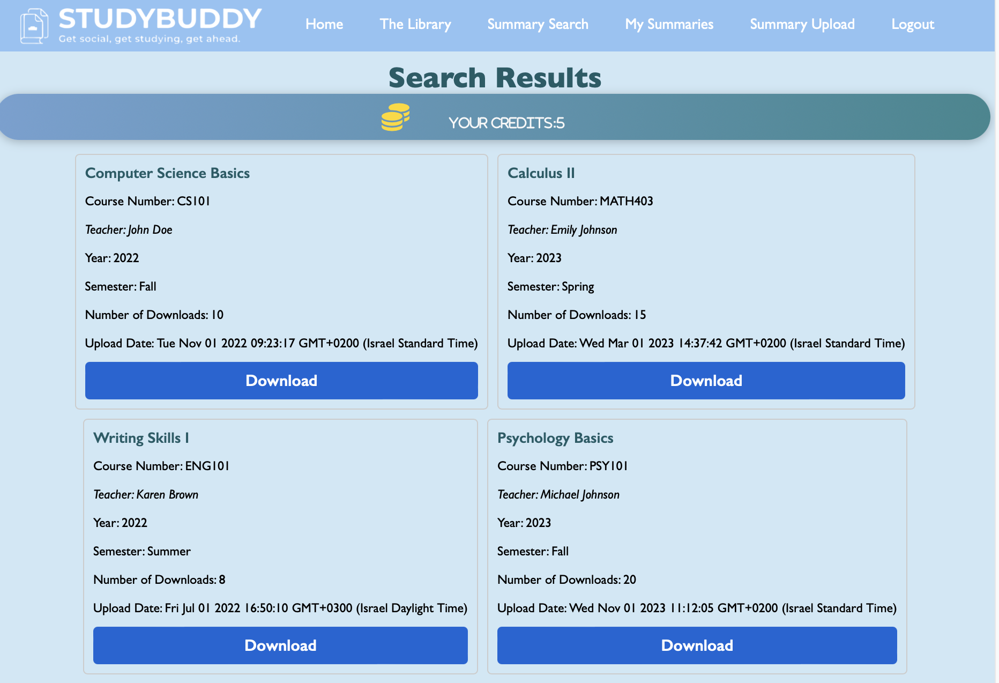 STUDYBUDDY
Get social, get studying, get ahead.
Home
The Library
Summary Search
My Summaries
Summary Upload
Logout
Search Results
YOUR CREDITS:5
Computer Science Basics
Course Number: CS101
Teacher: John Doe
Year: 2022
Semester: Fall
Number of Downloads: 10
Upload Date: Tue Nov 01 2022 09:23:17 GMT+0200 (Israel Standard Time)
Download
Calculus II
Course Number: MATH403
Teacher: Emily Johnson
Year: 2023
Semester: Spring
Number of Downloads: 15
Upload Date: Wed Mar 01 2023 14:37:42 GMT+0200 (Israel Standard Time)
Download
Writing Skills I
Course Number: ENG101
Teacher: Karen Brown
Year: 2022
Semester: Summer
Number of Downloads: 8
Upload Date: Fri Jul 01 2022 16:50:10 GMT+0300 (Israel Daylight Time)
Download
Psychology Basics
Course Number: PSY101
Teacher: Michael Johnson
Year: 2023
Semester: Fall
Number of Downloads: 20
Upload Date: Wed Nov 01 2023 11:12:05 GMT+0200 (Israel Standard Time)
Download